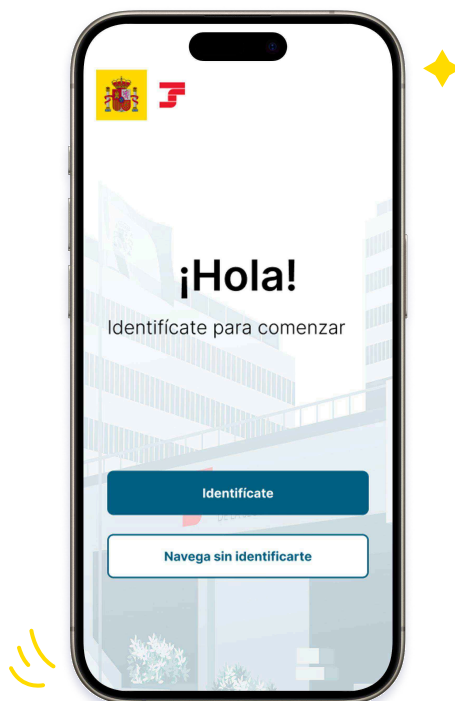 ¡Hola!
Identifícate para comenzar
Identifícate
Navega sin identificarte